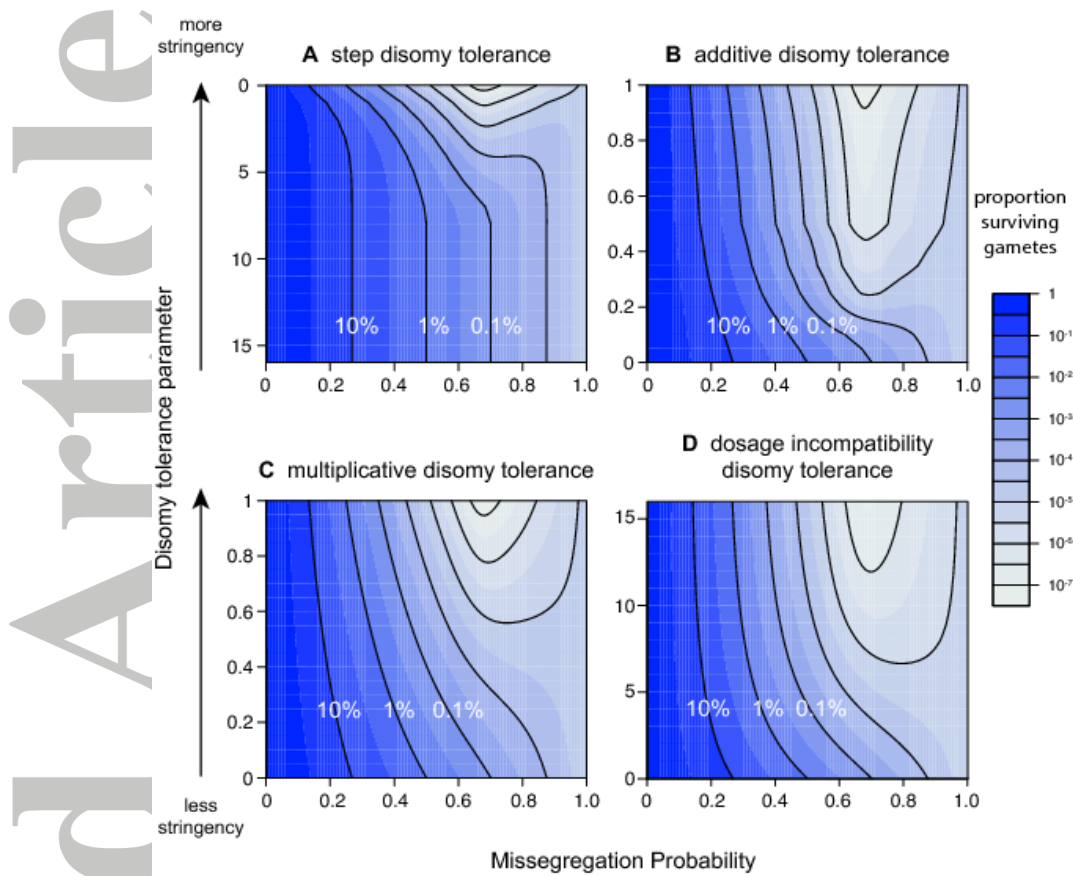 d Article
more
stringency
A step disomy tolerance
B additive disomy tolerance
0
5
10
15
10%
1%
0.1%
0 0.2 0.4 0.6 0.8 1.0
1
0.8
0.6
0.4
0.2
0
10%
1%
0.1%
0 0.2 0.4 0.6 0.8 1.0
proportion
surviving
gametes
1
10⁻¹
10⁻²
10⁻³
10⁻⁴
10⁻⁵
10⁻⁶
10⁻⁷
Disomy tolerance parameter
C multiplicative disomy tolerance
D dosage incompatibility
disomy tolerance
1
0.8
0.6
0.4
0.2
0
10%
1%
0.1%
0 0.2 0.4 0.6 0.8 1.0
15
10
5
0
10%
1%
0.1%
0 0.2 0.4 0.6 0.8 1.0
less
stringency
Missegregation Probability